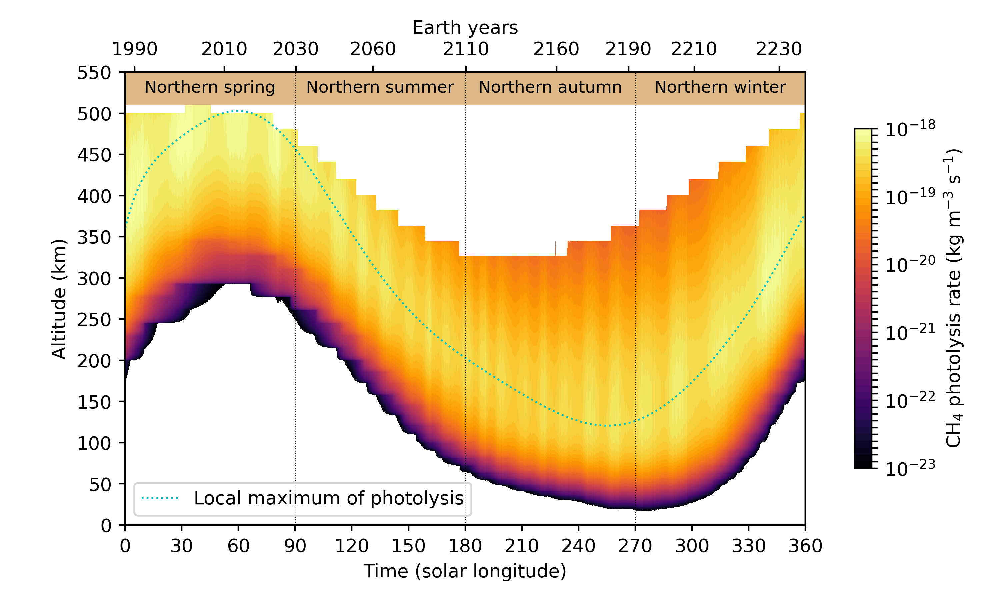 Earth years
1990 2010 2030 2060 2110 2160 2190 2210 2230
Northern spring Northern summer Northern autumn Northern winter
550
500
450
400
350
300
250
200
150
100
50
0
Altitude (km)
Local maximum of photolysis
0 30 60 90 120 150 180 210 240 270 300 330 360
Time (solar longitude)
10⁻¹⁸
10⁻¹⁹
10⁻²⁰
10⁻²¹
10⁻²²
10⁻²³
CH₄ photolysis rate (kg m⁻³ s⁻¹)